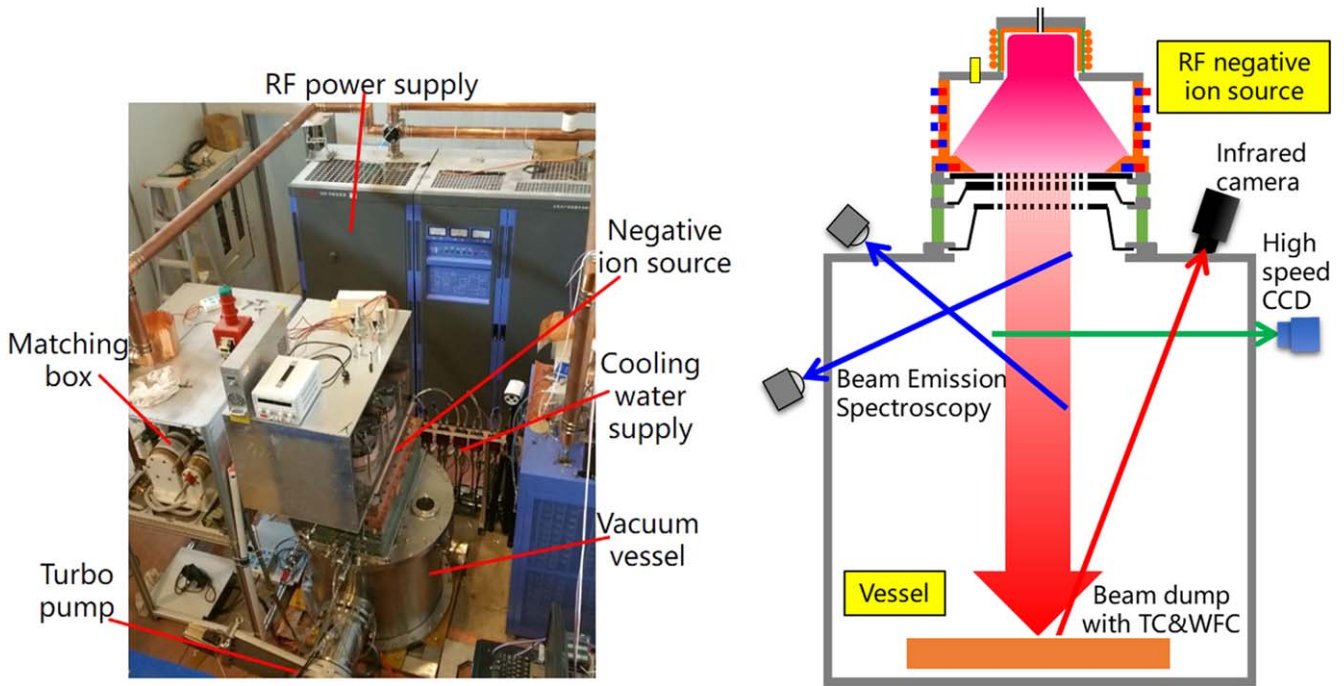 RF power supply
Negative
ion source
Matching
box
Cooling
water
supply
Vacuum
vessel
Turbo
pump
RF negative
ion source
Infrared
camera
High
speed
CCD
Beam Emission
Spectroscopy
Vessel
Beam dump
with TC&WFC